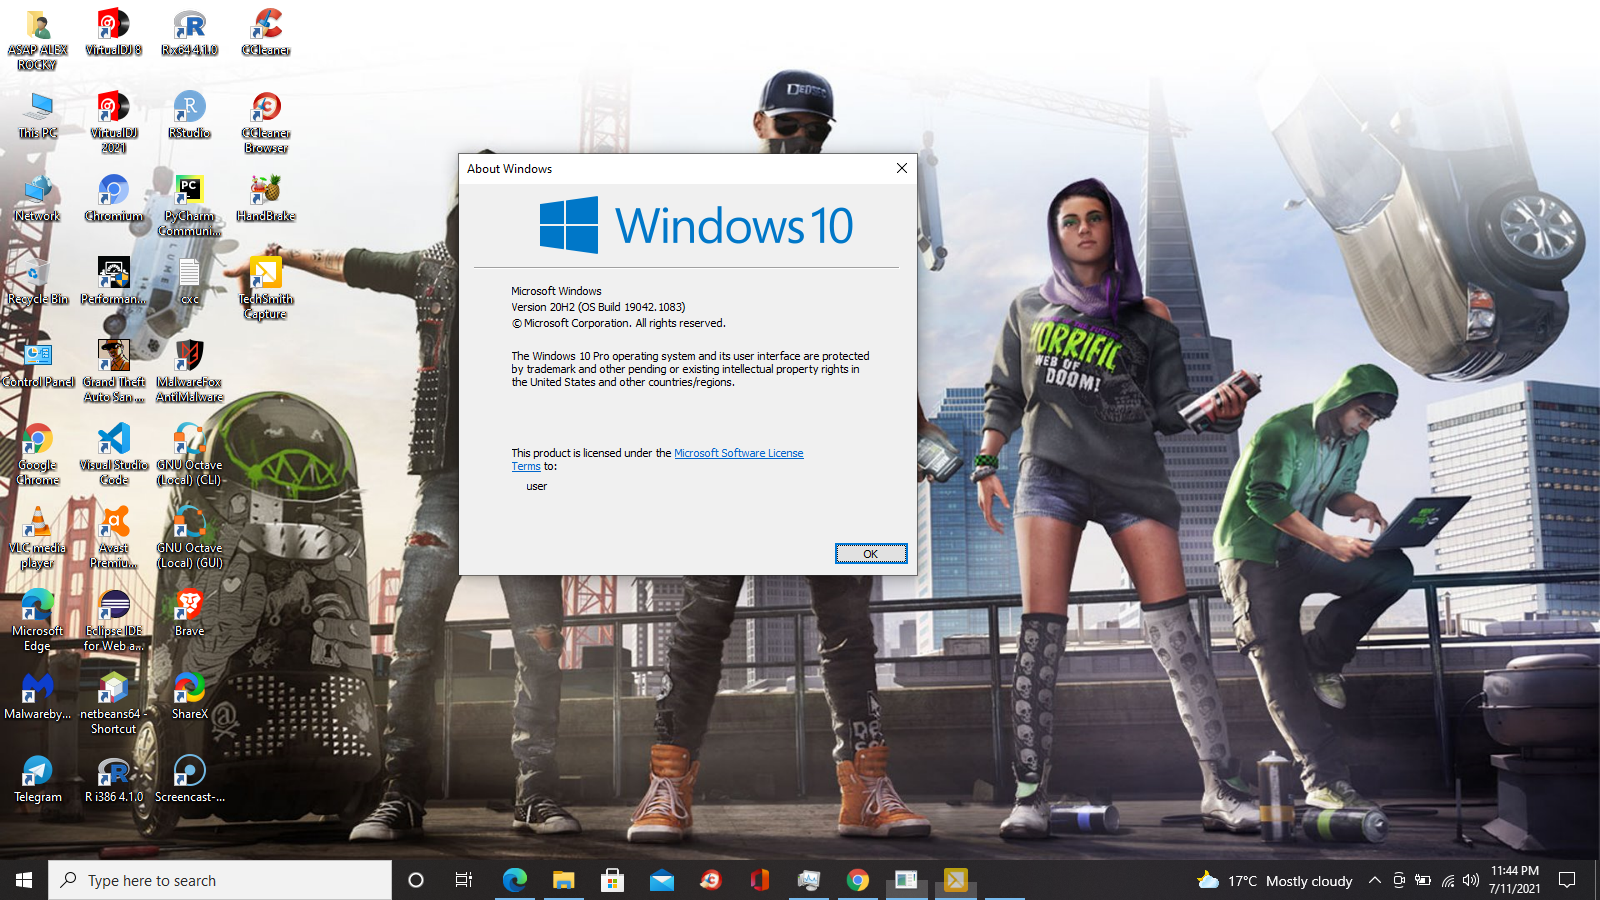 ASAP ALEX
ROCKY
VirtualDJ 8
R x64 4.1.0
CCleaner
This PC
VirtualDJ
2021
RStudio
CCleaner
Browser
Network
Chromium
PyCharm
Communi...
HandBrake
Recycle Bin
Performan...
cxc
TechSmith
Capture
Control Panel
Grand Theft
Auto San ...
MalwareFox
AntiMalware
Google
Chrome
Visual Studio
Code
GNU Octave
(Local) (CLI)
VLC media
player
Avast
Premiu...
GNU Octave
(Local) (GUI)
Microsoft
Edge
Eclipse IDE
for Web a...
Brave
Malwareby...
netbeans64 -
Shortcut
ShareX
Telegram
R i386 4.1.0
Screencast-...
DEDSEC
About Windows
Windows 10
Microsoft Windows
Version 20H2 (OS Build 19042.1083)
© Microsoft Corporation. All rights reserved.
The Windows 10 Pro operating system and its user interface are protected
by trademark and other pending or existing intellectual property rights in
the United States and other countries/regions.
This product is licensed under the Microsoft Software License
Terms to:
user
OK
HORRIFIC
WEB OF
DOOM!
Type here to search
17°C Mostly cloudy
11:44 PM
7/11/2021